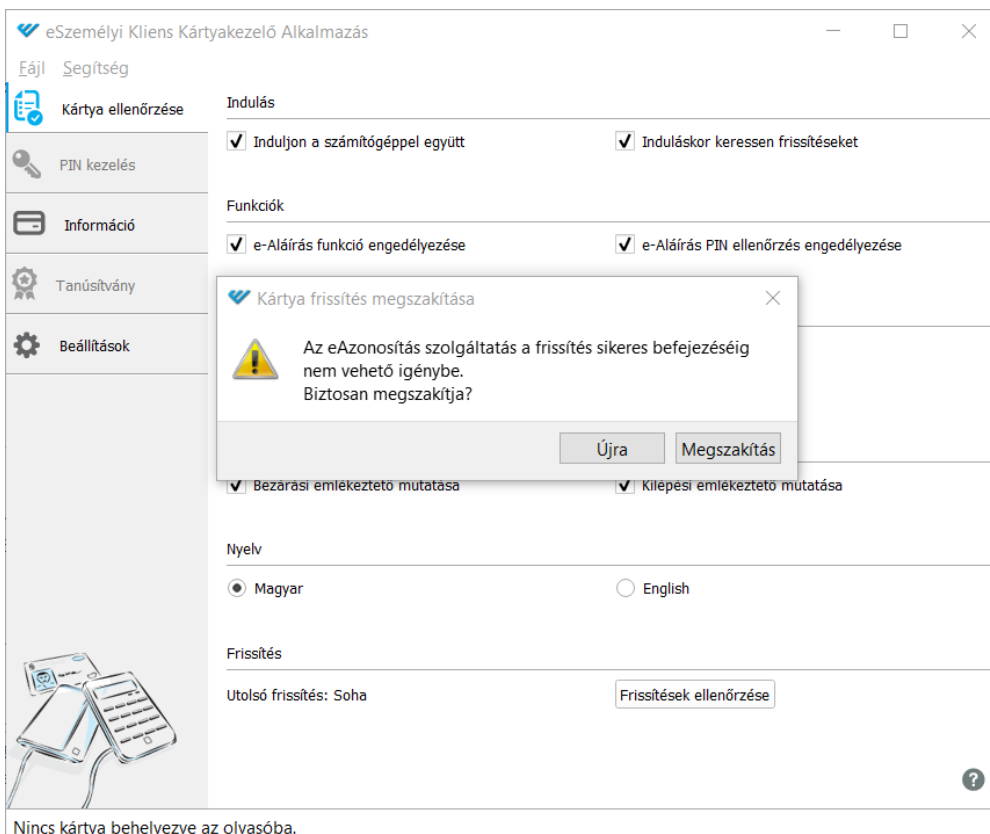 eSzemélyi Kliens Kártyakezelő Alkalmazás
Fájl Segítség
Kártya ellenőrzése
PIN kezelés
Információ
Tanúsítvány
Beállítások
Indulás
Induljon a számítógéppel együtt
Induláskor keressen frissítéseket
Funkciók
e-Aláírás funkció engedélyezése
e-Aláírás PIN ellenőrzés engedélyezése
Kártya frissítés megszakítása
Az eAzonosítás szolgáltatás a frissítés sikeres befejezéséig
nem vehető igénybe.
Biztosan megszakítja?
Újra
Megszakítás
Bezárási emlékeztető mutatása
Kilépési emlékeztető mutatása
Nyelv
Magyar
English
Frissítés
Utolsó frissítés: Soha
Frissítések ellenőrzése
?
Nincs kártya behelyezve az olvasóba.